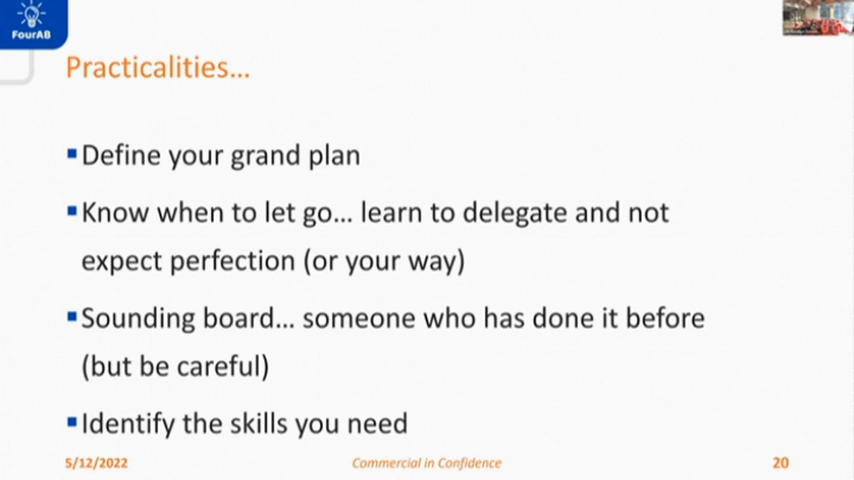 FourAB
Practicalities...
▪Define your grand plan
▪Know when to let go... learn to delegate and not
expect perfection (or your way)
▪Sounding board... someone who has done it before
(but be careful)
▪Identify the skills you need
5/12/2022 Commercial in Confidence 20